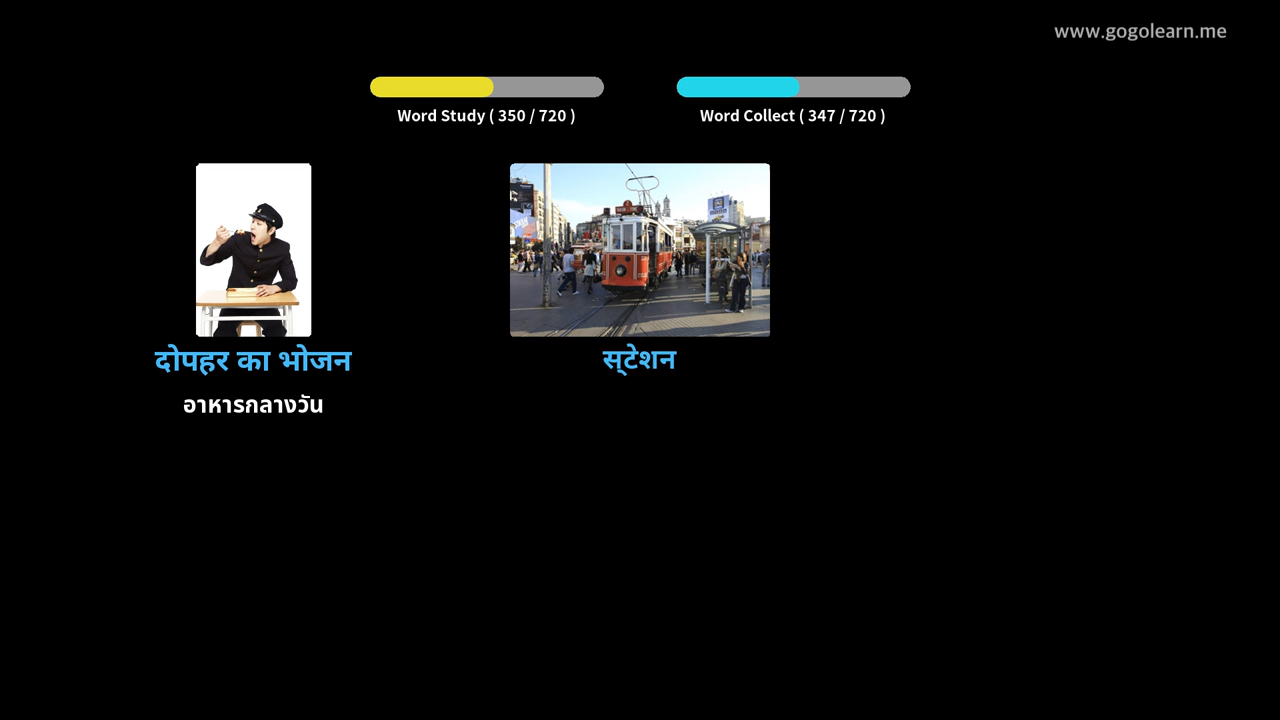 www.gogolearn.me
Word Study ( 350 / 720 )
Word Collect ( 347 / 720 )
दोपहर का भोजन
स्टेशन
อาหารกลางวัน